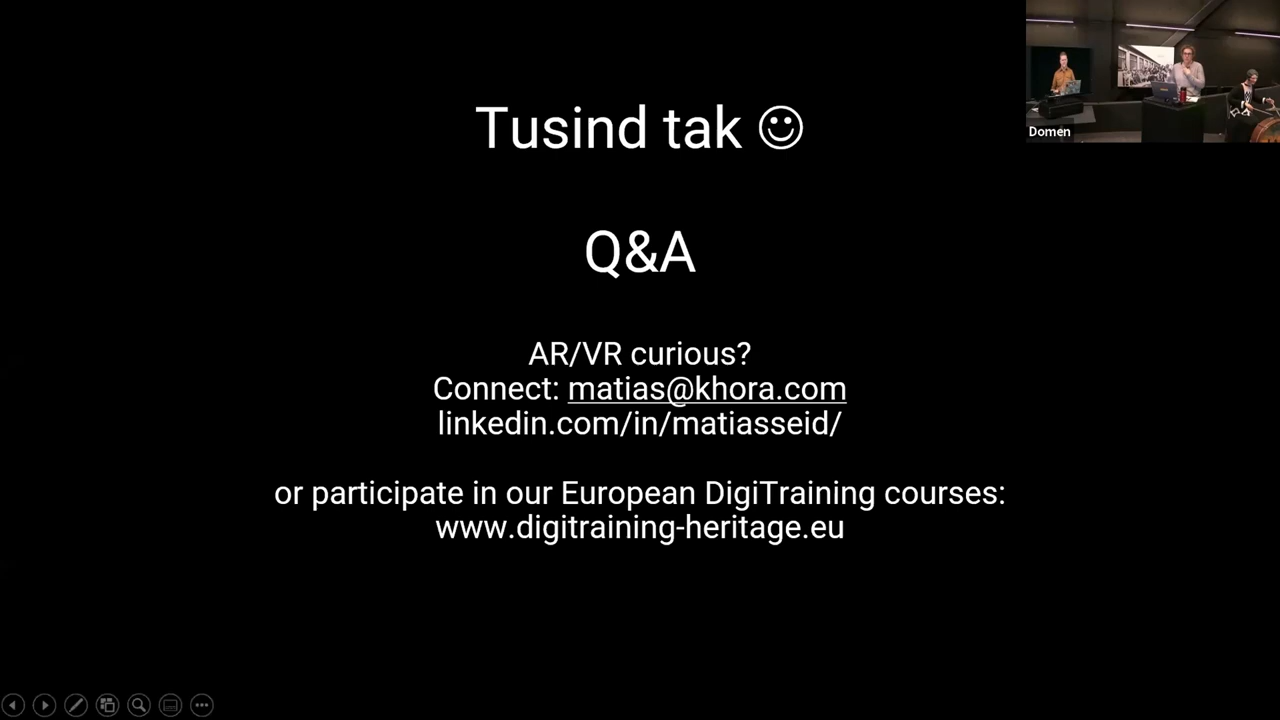 Tusind tak ☺
Q&A
AR/VR curious?
Connect: matias@khora.com
linkedin.com/in/matiasseid/
or participate in our European DigiTraining courses:
www.digitraining-heritage.eu
Domen